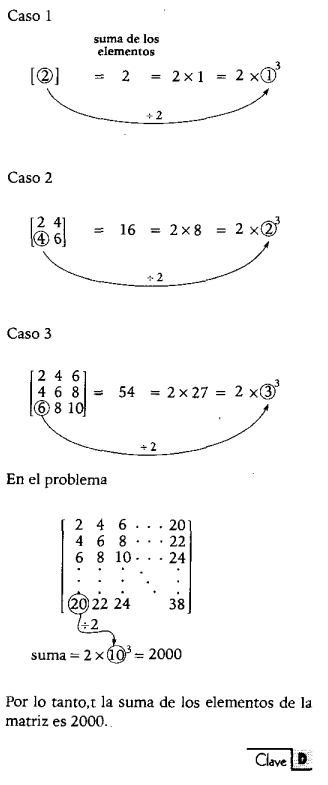 Caso 1
suma de los
elementos
[②] = 2 = 2 × 1 = 2 × ①³
÷ 2
Caso 2
2 4
④ 6
= 16 = 2 × 8 = 2 × ②³
÷ 2
Caso 3
2 4 6
4 6 8
⑥ 8 10
= 54 = 2 × 27 = 2 × ③³
÷ 2
En el problema
2 4 6 · · · 20
4 6 8 · · · 22
6 8 10 · · · 24
⑳ 22 24 38
÷2
suma = 2 × ⑩³ = 2000
Por lo tanto,t la suma de los elementos de la
matriz es 2000.
Clave D